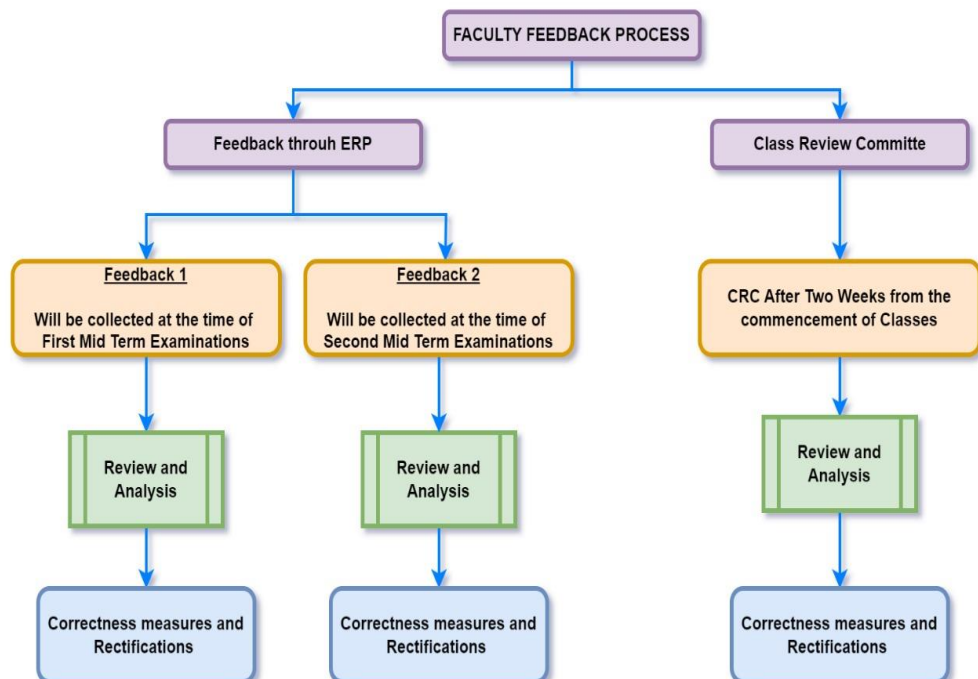 FACULTY FEEDBACK PROCESS
Feedback throuh ERP
Class Review Committe
Feedback 1
Will be collected at the time of
First Mid Term Examinations
Feedback 2
Will be collected at the time of
Second Mid Term Examinations
CRC After Two Weeks from the
commencement of Classes
Review and
Analysis
Review and
Analysis
Review and
Analysis
Correctness measures and
Rectifications
Correctness measures and
Rectifications
Correctness measures and
Rectifications